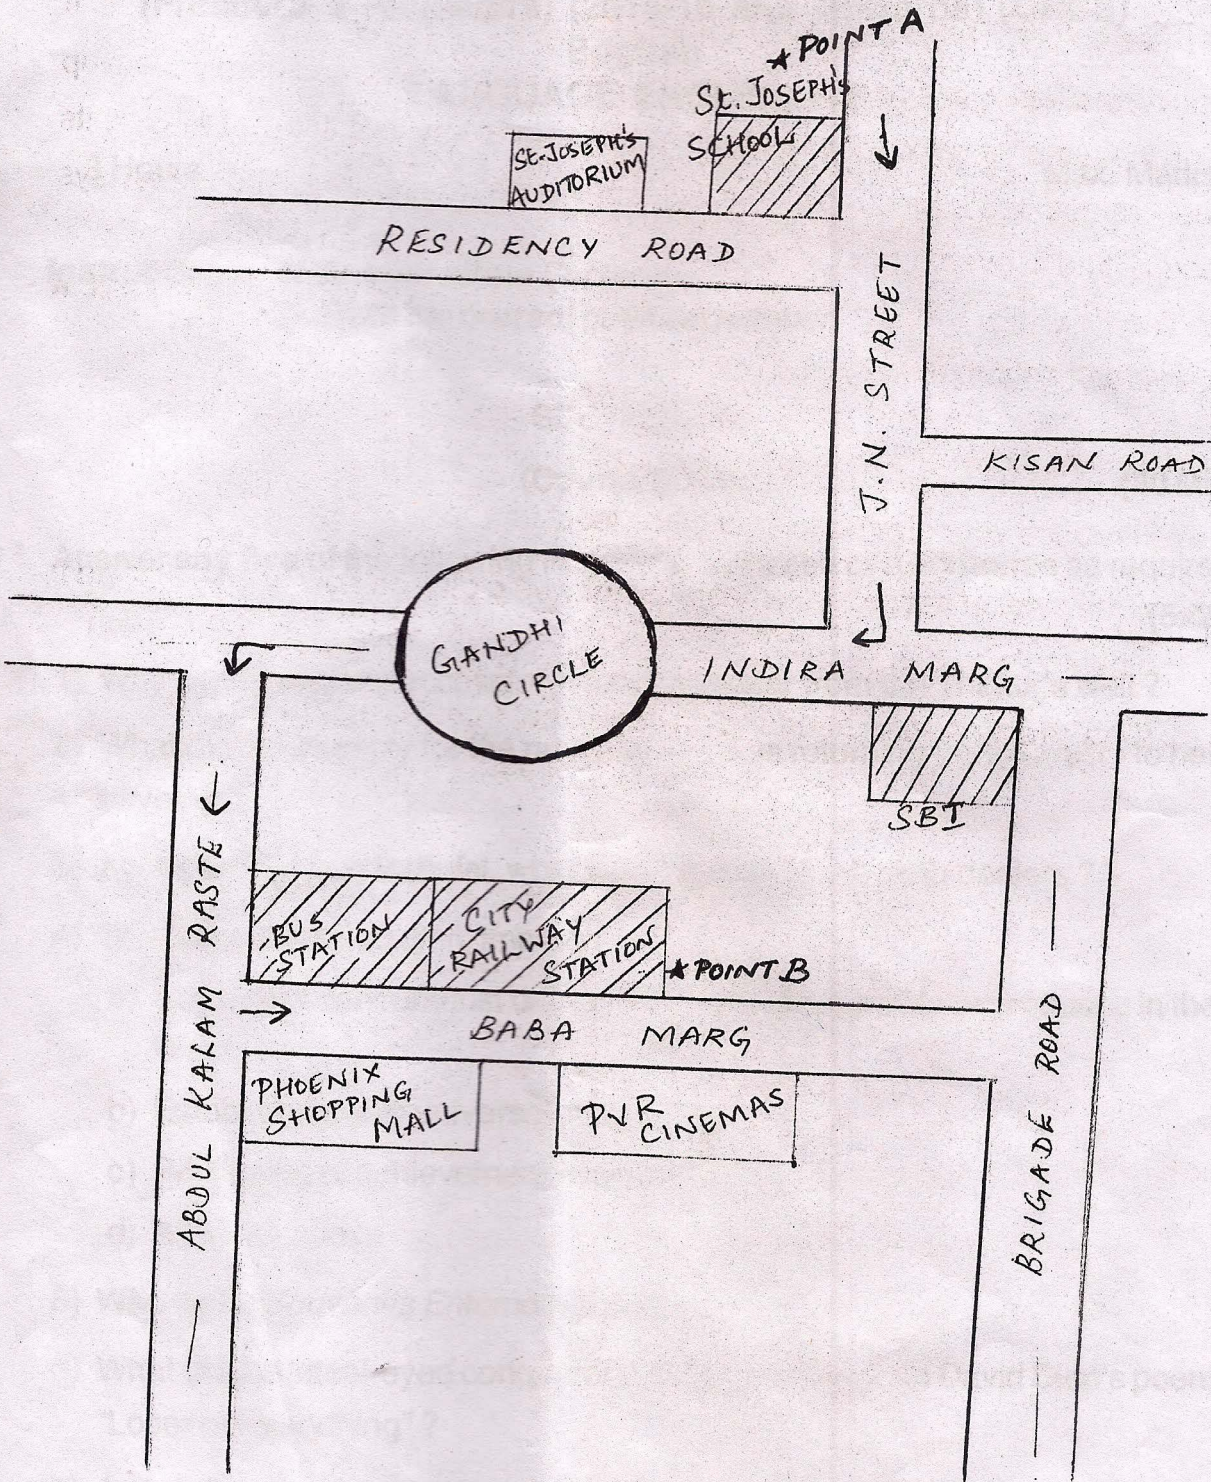 ★ POINT A
St. JOSEPH'S
SCHOOL
St-JOSEPH'S
AUDITORIUM
RESIDENCY ROAD
J.N. STREET
KISAN ROAD
GANDHI
CIRCLE
INDIRA MARG
SBI
BUS
STATION
CITY
RAILWAY
STATION
★ POINT B
ABDUL KALAM RASTE
BABA MARG
PHOENIX
SHOPPING
MALL
PVR
CINEMAS
BRIGADE ROAD